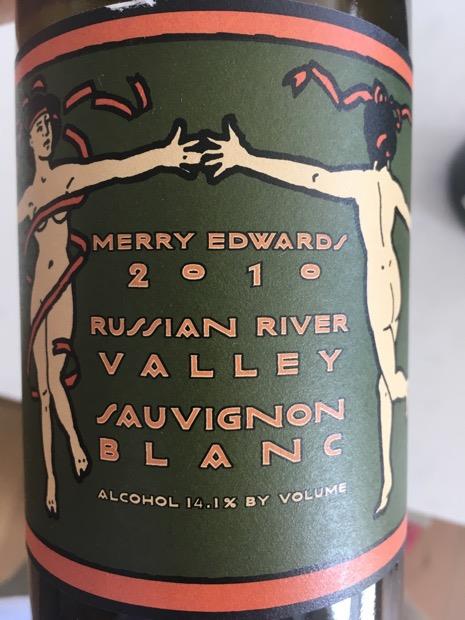 MERRY EDWARDS
2010
RUSSIAN RIVER
VALLEY
SAUVIGNON
BLANC
ALCOHOL 14.1% BY VOLUME